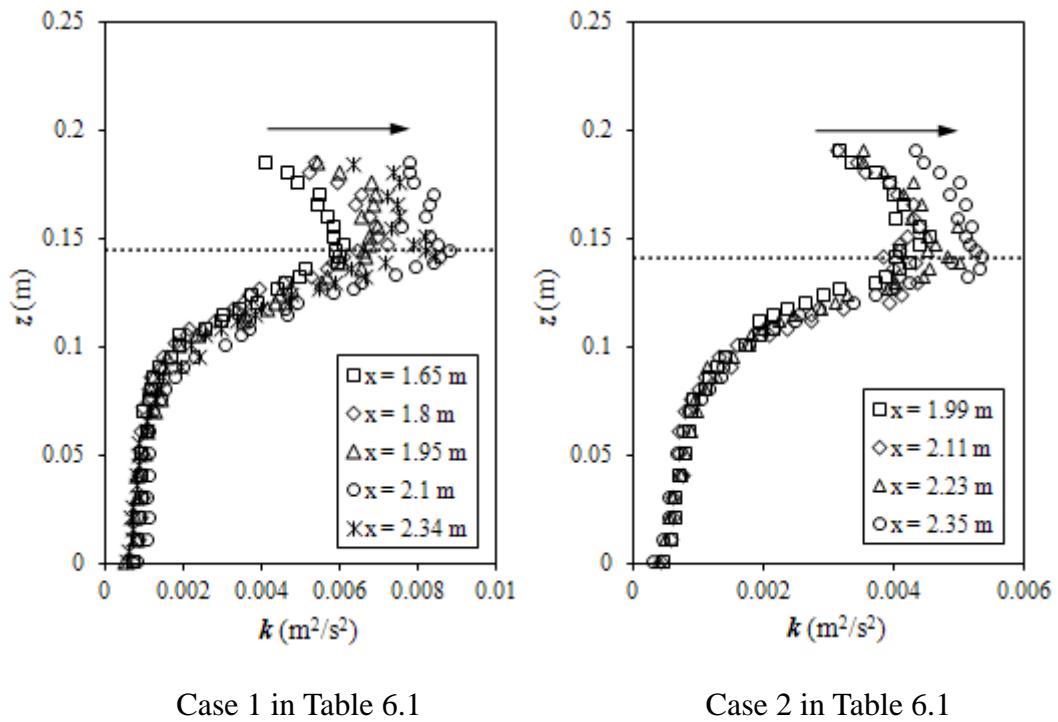 0.25
0.2
0.15
0.1
0.05
0
z (m)
0 0.002 0.004 0.006 0.008 0.01
k (m²/s²)
x = 1.65 m
x = 1.8 m
x = 1.95 m
x = 2.1 m
x = 2.34 m
Case 1 in Table 6.1
0.25
0.2
0.15
0.1
0.05
0
z (m)
0 0.002 0.004 0.006
k (m²/s²)
x = 1.99 m
x = 2.11 m
x = 2.23 m
x = 2.35 m
Case 2 in Table 6.1